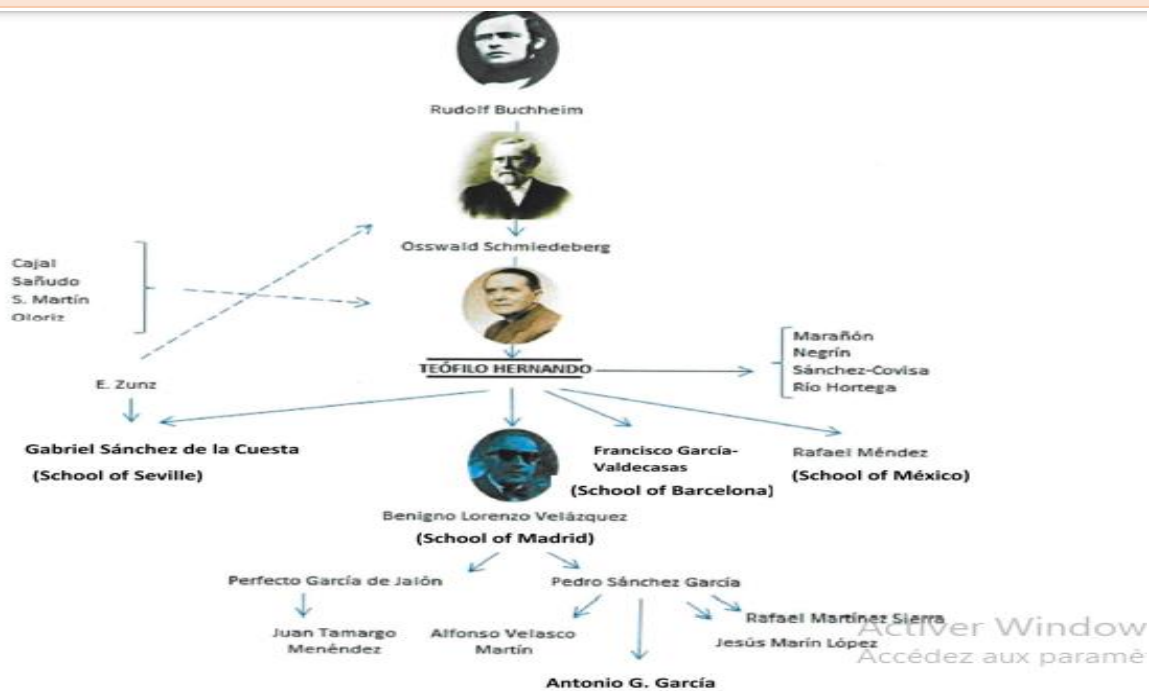 Rudolf Buchheim
Osswald Schmiedeberg
Cajal
Sañudo
S. Martín
Oloriz
TEÓFILO HERNANDO
Marañón
Negrín
Sánchez-Covisa
Río Hortega
E. Zunz
Gabriel Sánchez de la Cuesta
(School of Seville)
Francisco García-
Valdecasas
(School of Barcelona)
Rafael Méndez
(School of México)
Benigno Lorenzo Velázquez
(School of Madrid)
Perfecto García de Jalón
Pedro Sánchez García
Juan Tamargo
Menéndez
Alfonso Velasco
Martín
Rafael Martínez Sierra
Jesús Marín López
Antonio G. García
Activer Window
Accédez aux paramè